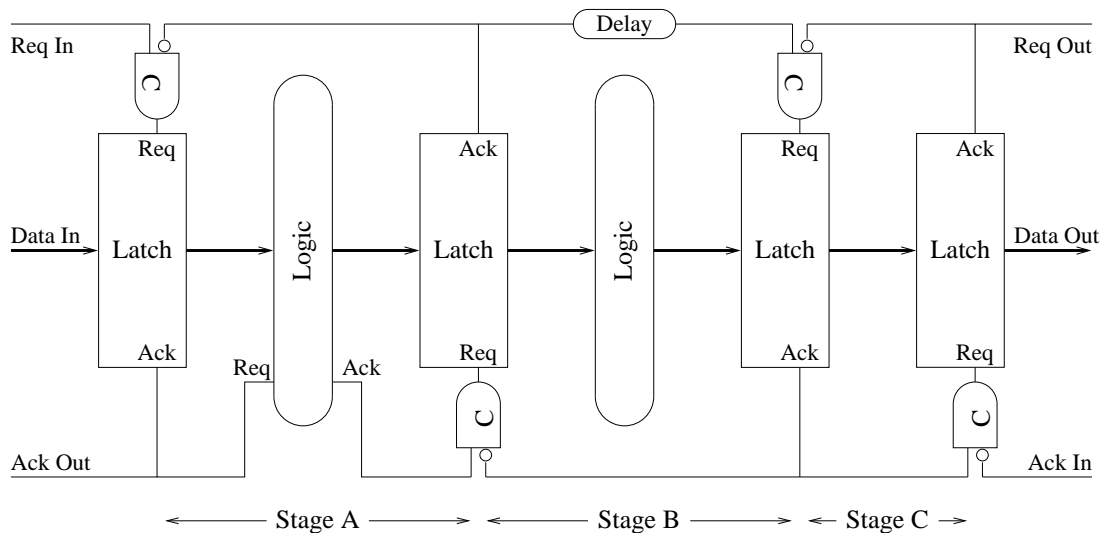 Delay
Req In
Req Out
C
C
Req
Ack
Req
Ack
Data In
Latch
Logic
Latch
Logic
Latch
Latch
Data Out
Ack
Req
Ack
Req
Ack
Req
C
C
Ack Out
Ack In
Stage A
Stage B
Stage C